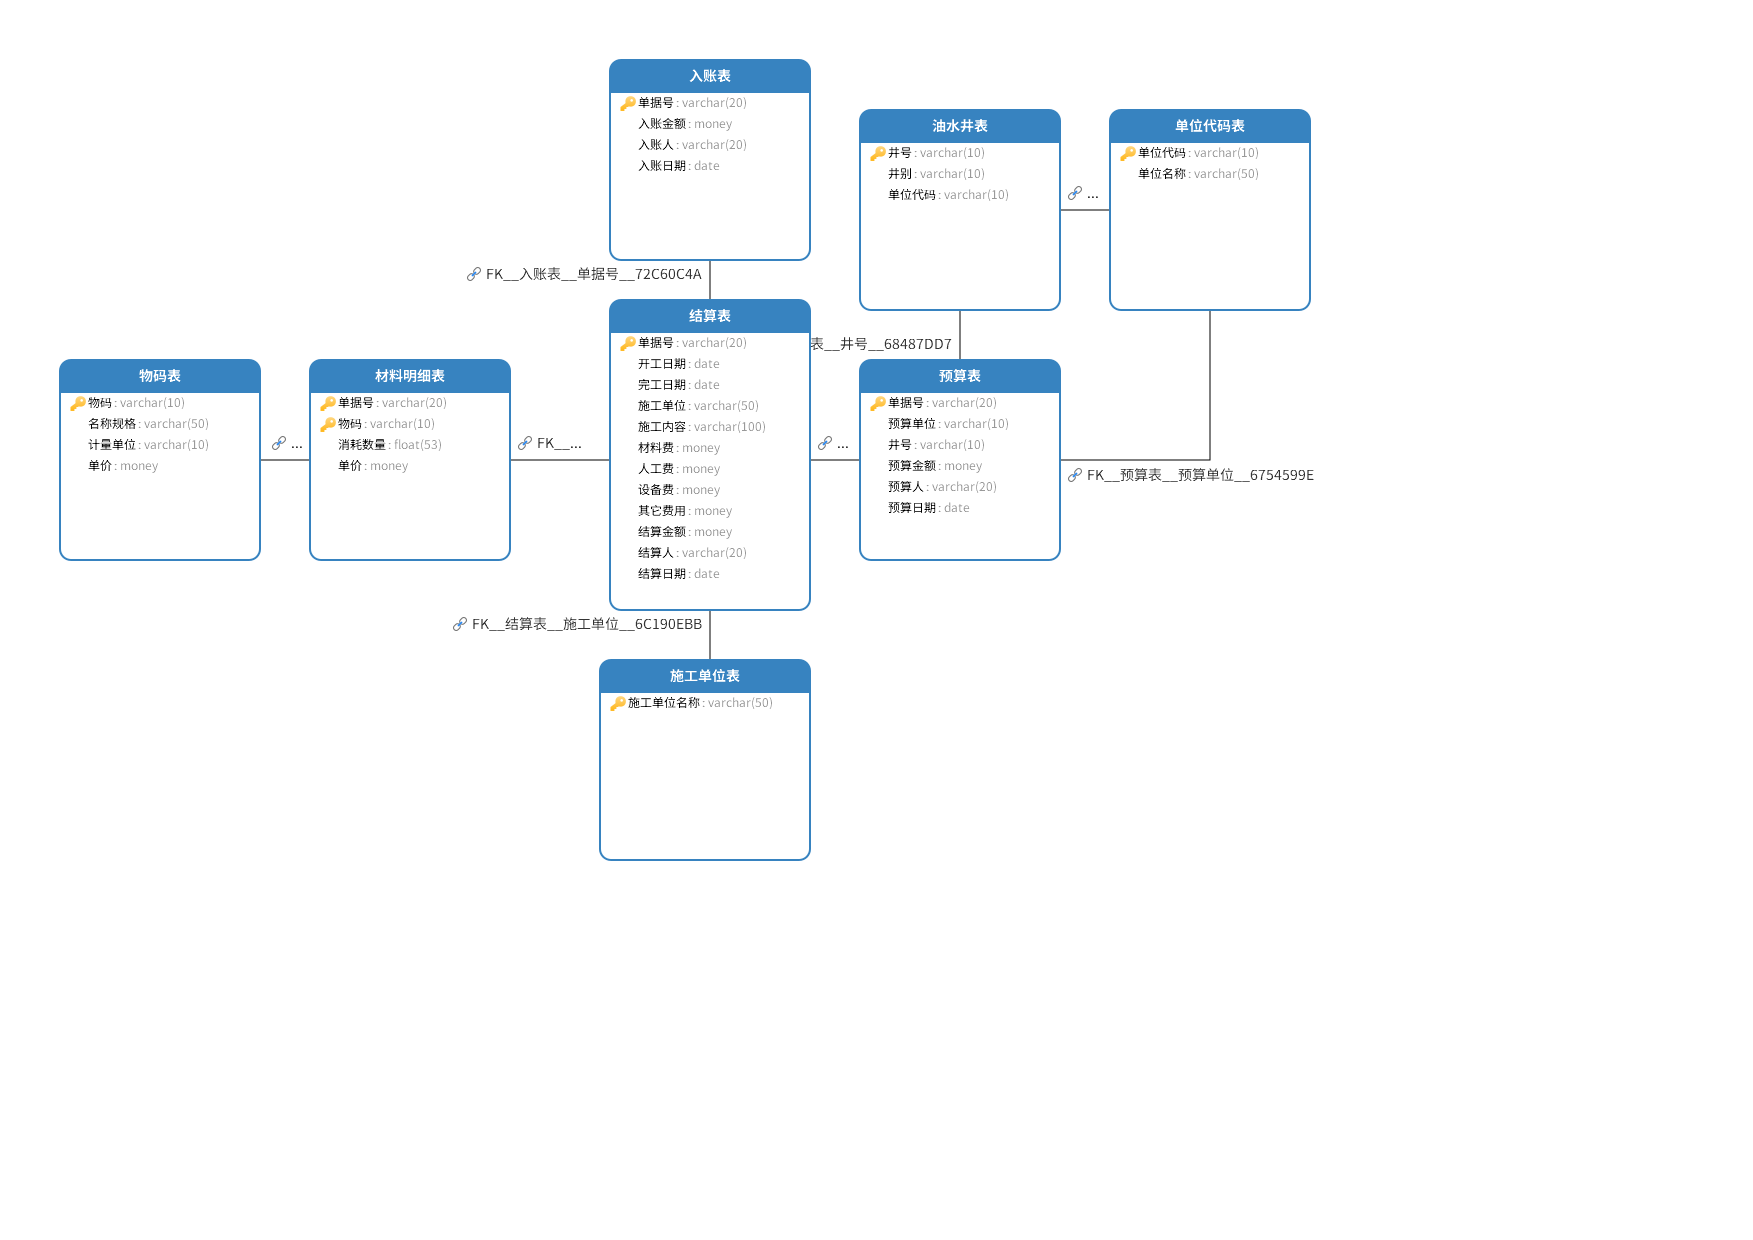 入账表
单据号 : varchar(20)
入账金额 : money
入账人 : varchar(20)
入账日期 : date
油水井表
井号 : varchar(10)
井别 : varchar(10)
单位代码 : varchar(10)
...
单位代码表
单位代码 : varchar(10)
单位名称 : varchar(50)
FK__入账表__单据号__72C60C4A
结算表
单据号 : varchar(20)
开工日期 : date
完工日期 : date
施工单位 : varchar(50)
施工内容 : varchar(100)
材料费 : money
人工费 : money
设备费 : money
其它费用 : money
结算金额 : money
结算人 : varchar(20)
结算日期 : date
表__井号__68487DD7
物码表
物码 : varchar(10)
名称规格 : varchar(50)
计量单位 : varchar(10)
单价 : money
...
材料明细表
单据号 : varchar(20)
物码 : varchar(10)
消耗数量 : float(53)
单价 : money
FK__...
...
预算表
单据号 : varchar(20)
预算单位 : varchar(10)
井号 : varchar(10)
预算金额 : money
预算人 : varchar(20)
预算日期 : date
FK__预算表__预算单位__6754599E
FK__结算表__施工单位__6C190EBB
施工单位表
施工单位名称 : varchar(50)